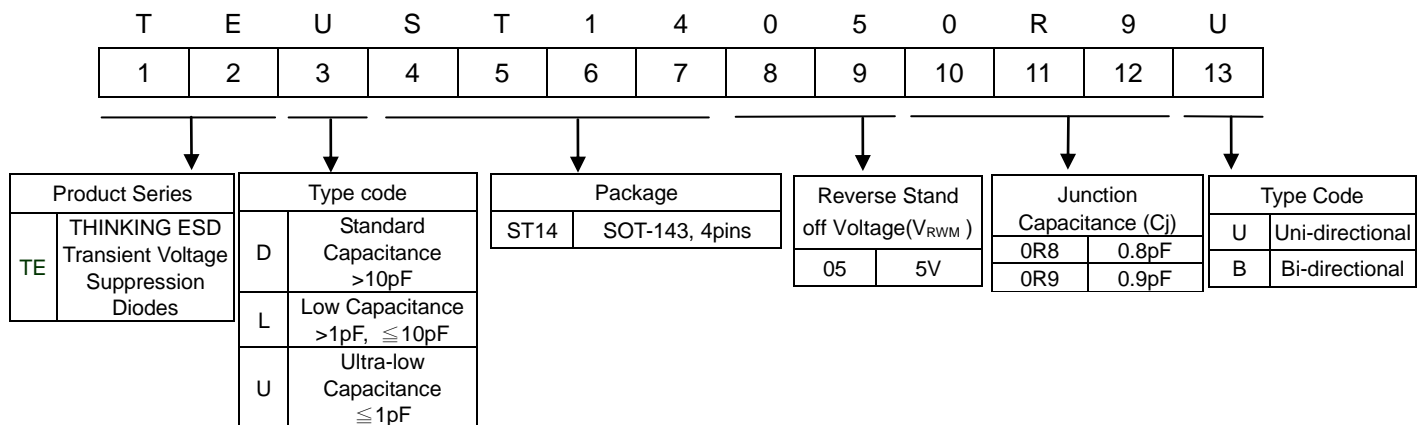 T E U S T 1 4 0 5 0 R 9 U
1 2 3 4 5 6 7 8 9 10 11 12 13
Product Series
TE
THINKING ESD
Transient Voltage
Suppression
Diodes
Type code
D
Standard
Capacitance
>10pF
L
Low Capacitance
>1pF, ≦10pF
U
Ultra-low
Capacitance
≦1pF
Package
ST14 SOT-143, 4pins
Reverse Stand
off Voltage(VRWM )
05 5V
Junction
Capacitance (Cj)
0R8 0.8pF
0R9 0.9pF
Type Code
U Uni-directional
B Bi-directional